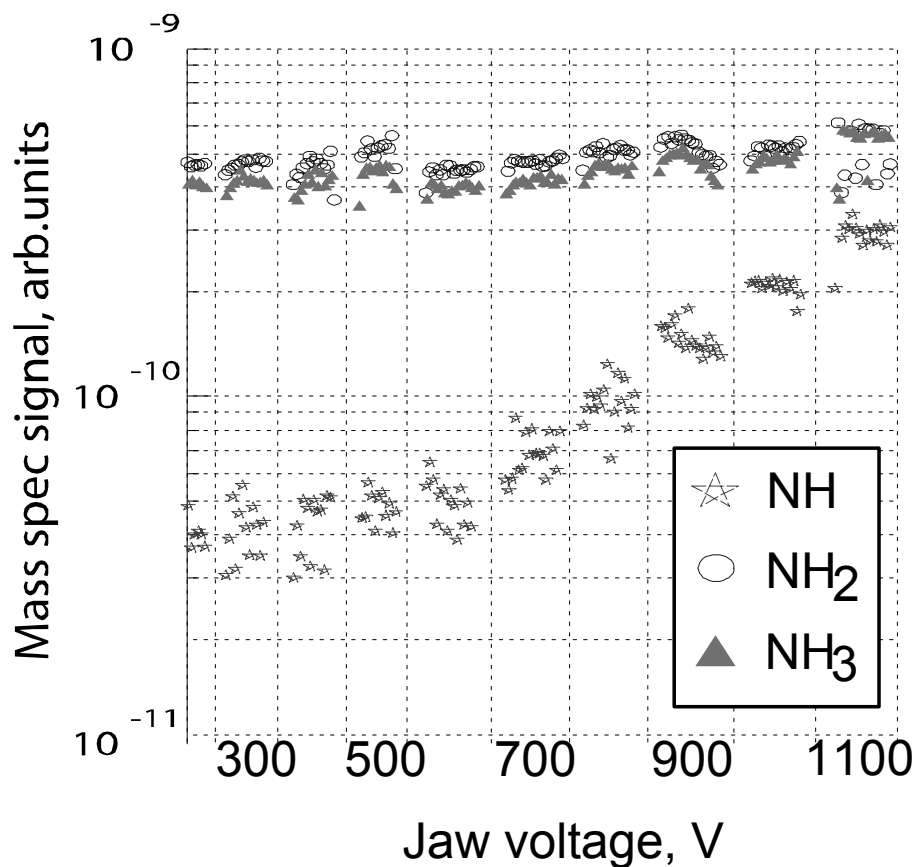 10 -9
Mass spec signal, arb.units
10 -10
NH
NH2
NH3
10 -11
300 500 700 900 1100
Jaw voltage, V